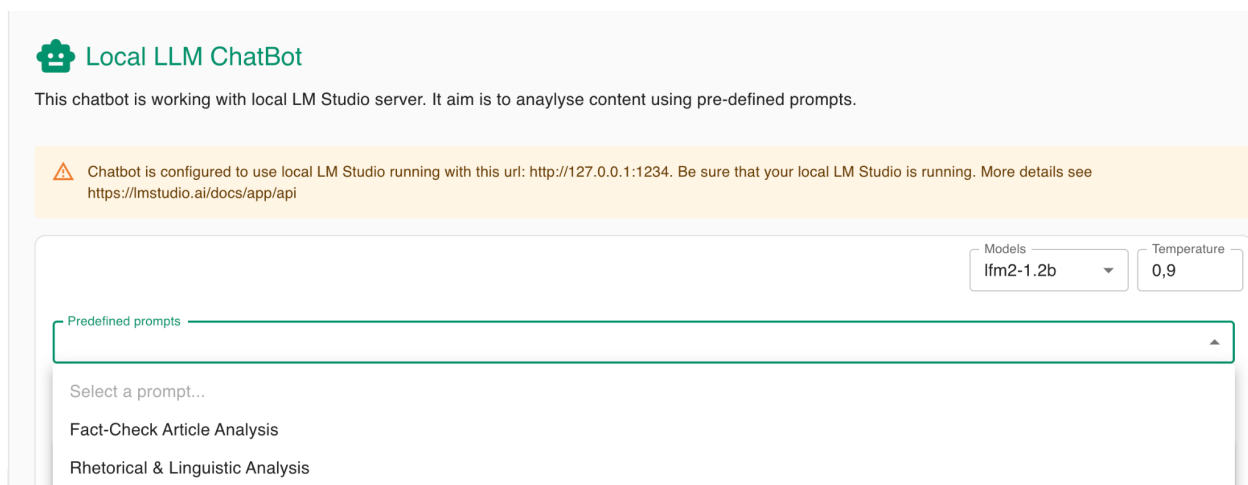 Local LLM ChatBot
This chatbot is working with local LM Studio server. It aim is to anaylyse content using pre-defined prompts.
Chatbot is configured to use local LM Studio running with this url: http://127.0.0.1:1234. Be sure that your local LM Studio is running. More details see
https://lmstudio.ai/docs/app/api
Models
lfm2-1.2b
Temperature
0,9
Predefined prompts
Select a prompt...
Fact-Check Article Analysis
Rhetorical & Linguistic Analysis